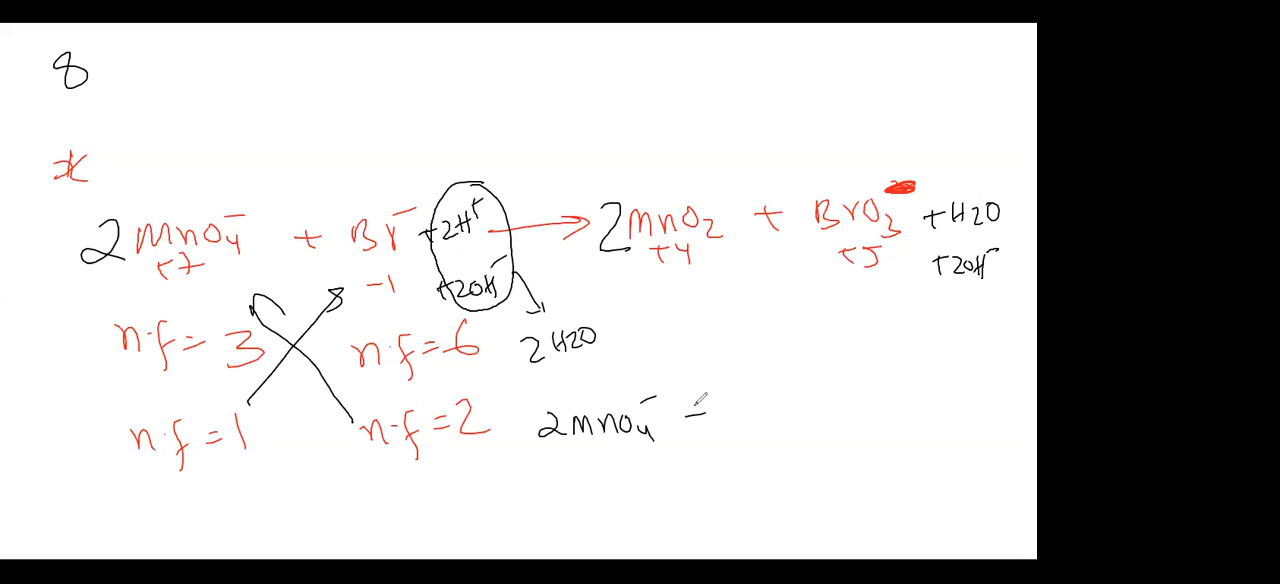 8
x
2MnO4⁻ + Br⁻ +2H⁺ → 2MnO2 + BrO3 +H2O
+7 -1 +2OH⁻ +4 +5 +2OH⁻
n.f = 3 n.f = 6 2H2O
n.f = 1 n.f = 2 2MnO4⁻